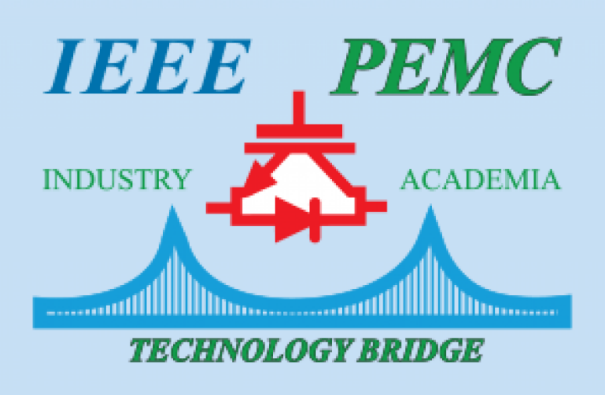 IEEE PEMC
INDUSTRY ACADEMIA
TECHNOLOGY BRIDGE